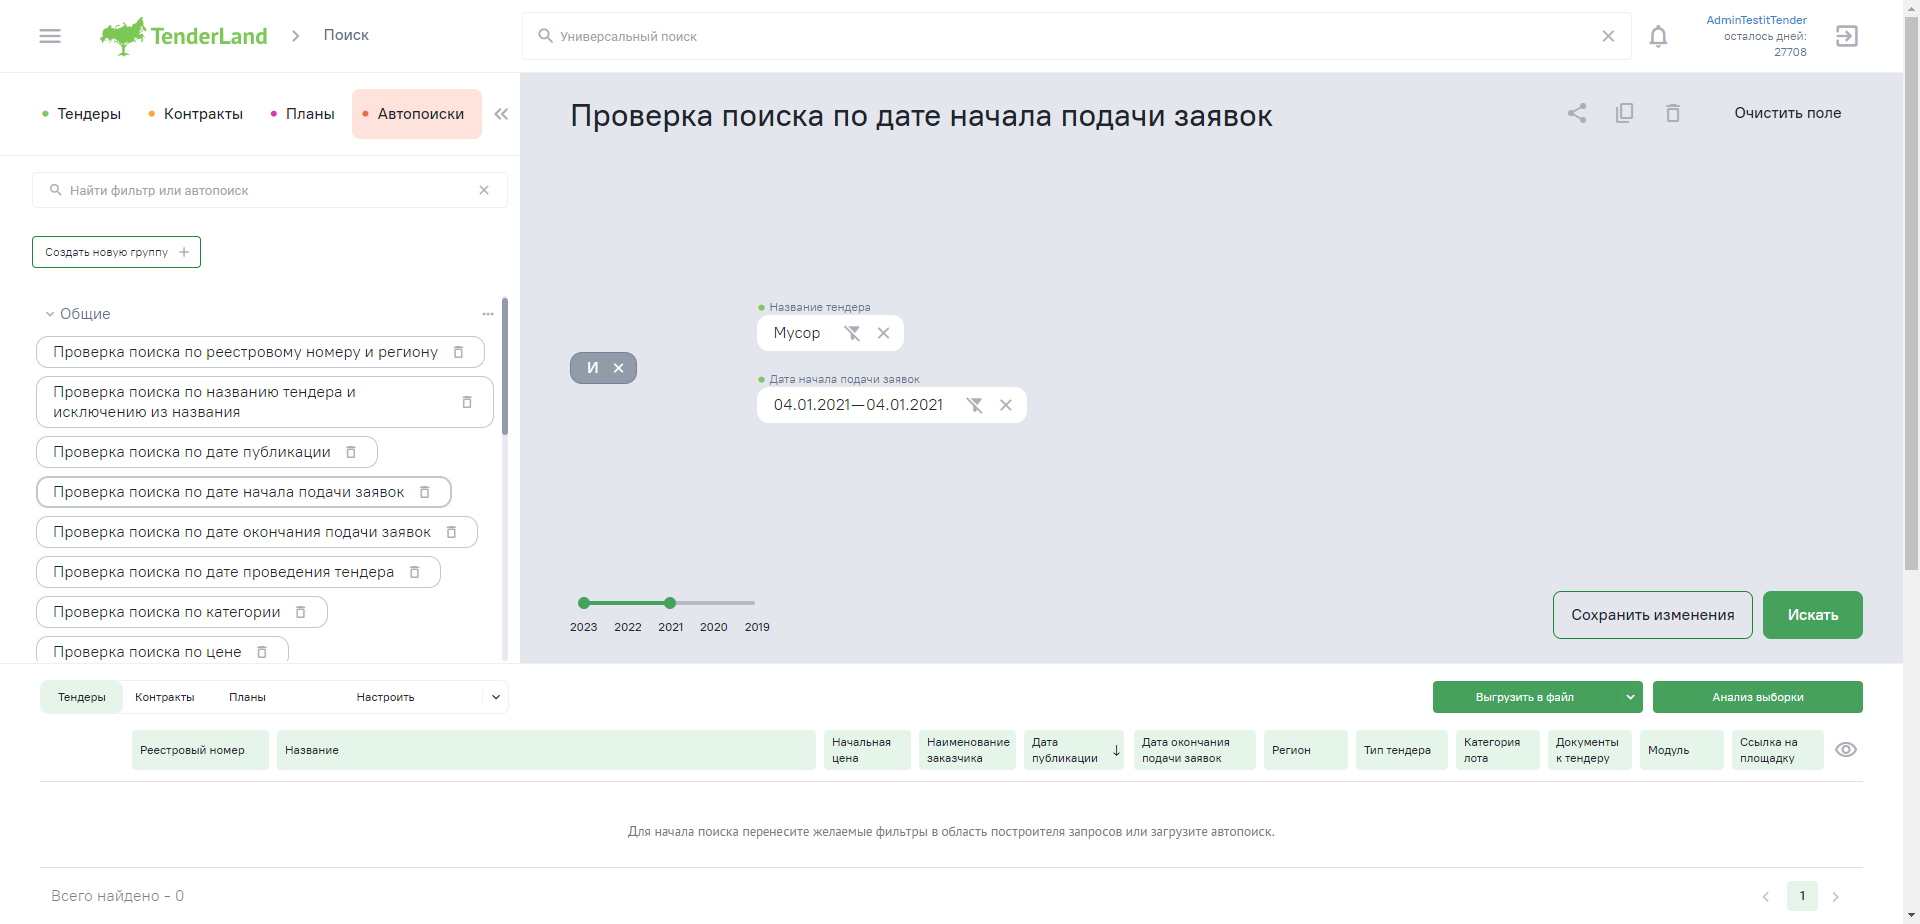 TenderLand
Поиск
Универсальный поиск
AdminTestitTender
осталось дней:
27708
Тендеры
Контракты
Планы
Автопоиски
Найти фильтр или автопоиск
Создать новую группу
Общие
Проверка поиска по реестровому номеру и региону
Проверка поиска по названию тендера и
исключению из названия
Проверка поиска по дате публикации
Проверка поиска по дате начала подачи заявок
Проверка поиска по дате окончания подачи заявок
Проверка поиска по дате проведения тендера
Проверка поиска по категории
Проверка поиска по цене
Проверка поиска по дате начала подачи заявок
Очистить поле
Название тендера
Мусор
И
Дата начала подачи заявок
04.01.2021—04.01.2021
2023 2022 2021 2020 2019
Сохранить изменения
Искать
Тендеры
Контракты
Планы
Настроить
Выгрузить в файл
Анализ выборки
Реестровый номер
Название
Начальная
цена
Наименование
заказчика
Дата
публикации
Дата окончания
подачи заявок
Регион
Тип тендера
Категория
лота
Документы
к тендеру
Модуль
Ссылка на
площадку
Для начала поиска перенесите желаемые фильтры в область построителя запросов или загрузите автопоиск.
Всего найдено - 0
1